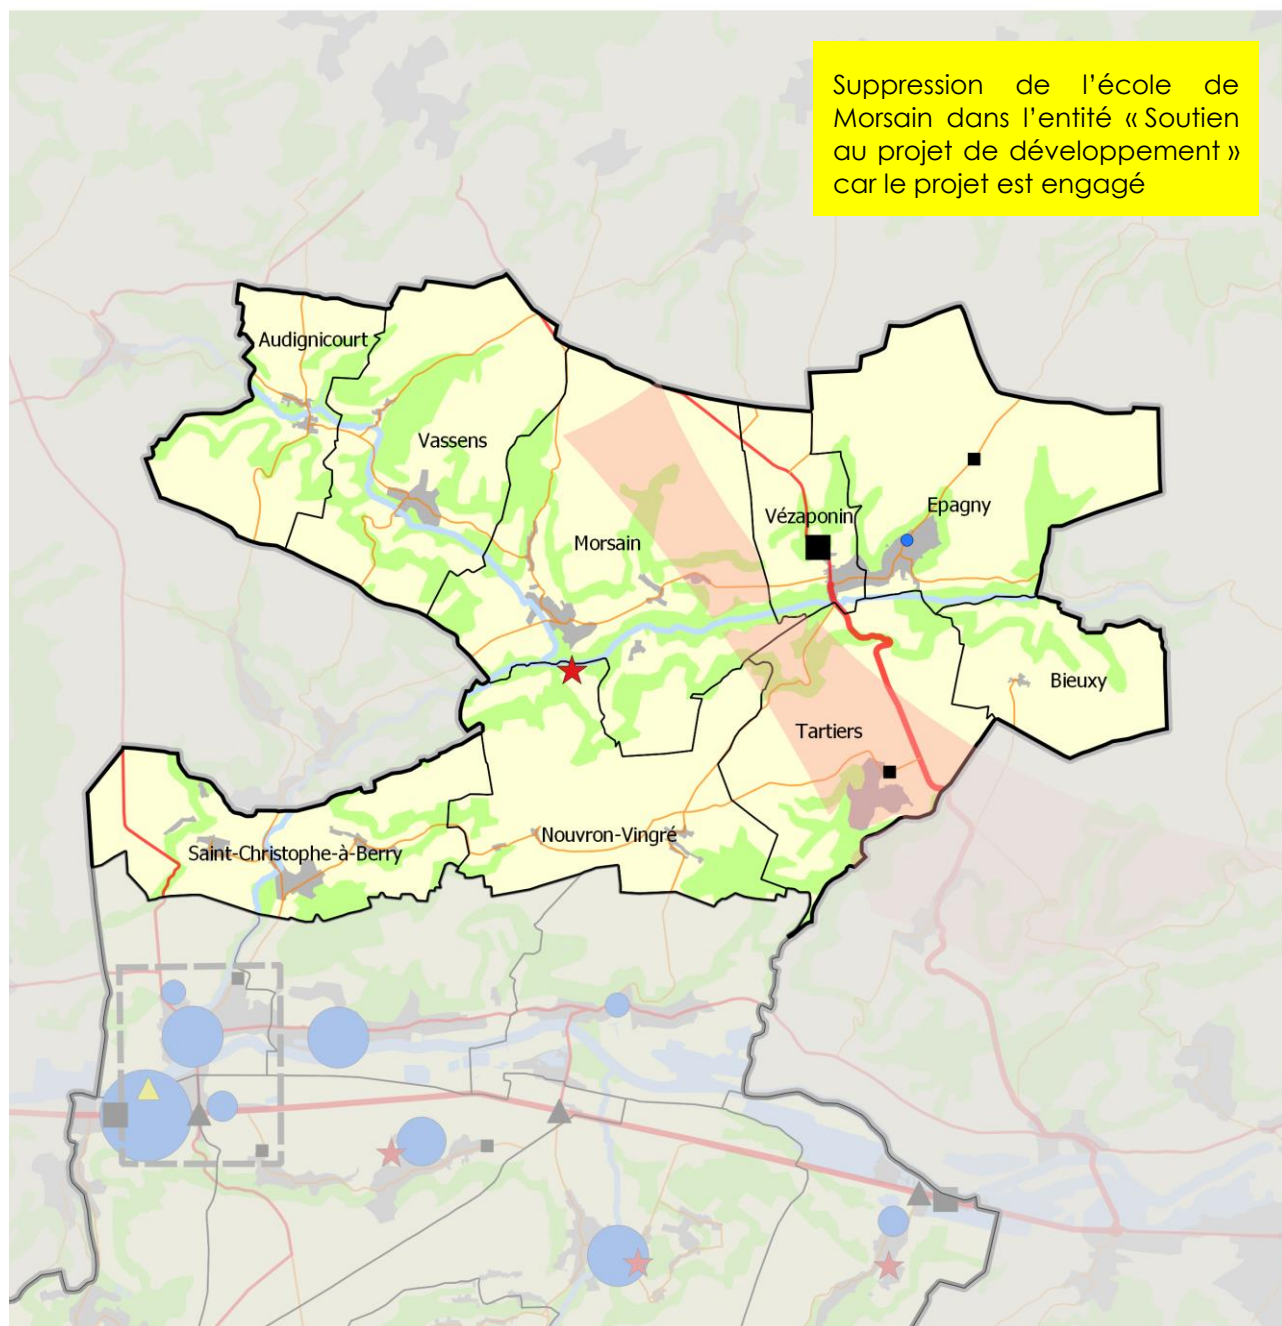 Suppression de l'école de
Morsain dans l'entité « Soutien
au projet de développement »
car le projet est engagé
Audignicourt
Vassens
Epagny
Vézaponin
Morsain
Bieuxy
Tartiers
Nouvron-Vingré
Saint-Christophe-à-Berry